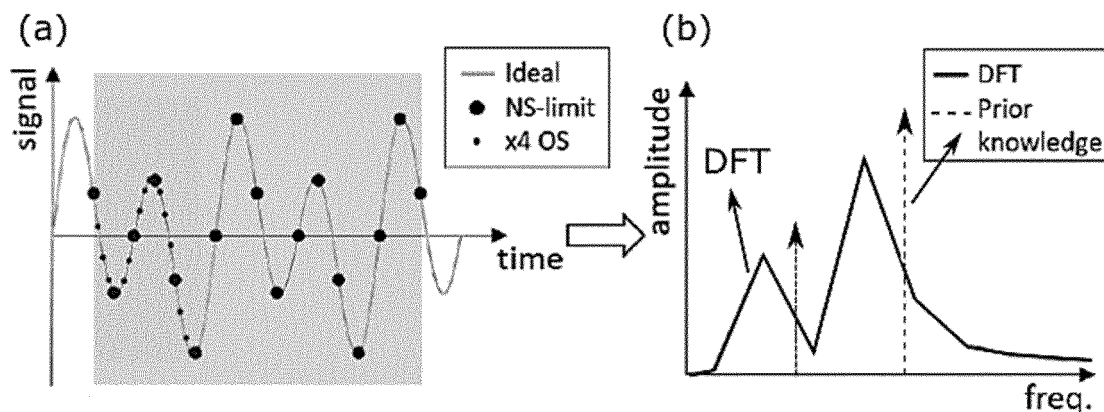 (a)
signal
Ideal
NS-limit
x4 OS
time
(b)
amplitude
DFT
DFT
Prior
knowledge
freq.